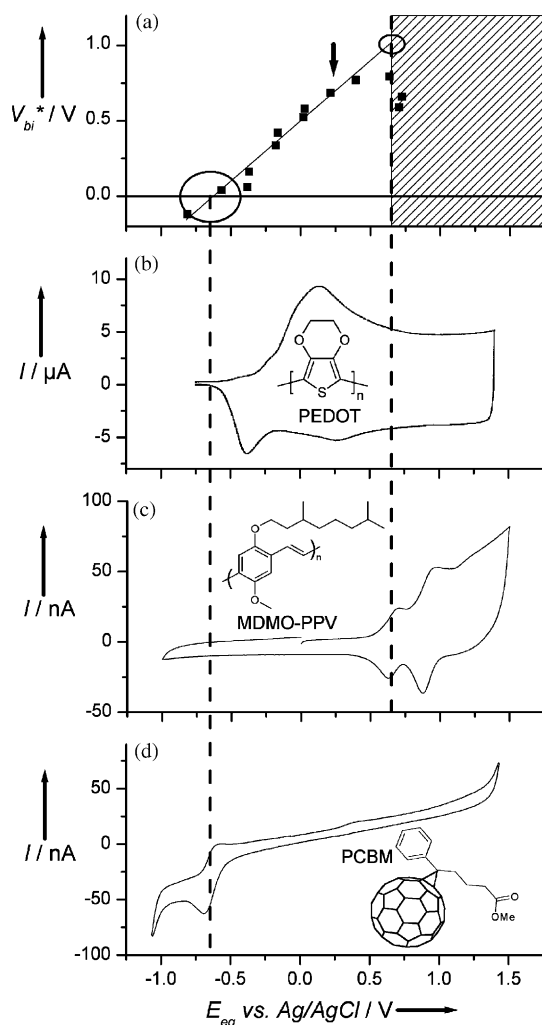 (a)
1.0
0.5
0.0
V_bi* / V
(b)
10
5
0
-5
I / μA
O O
S
n
PEDOT
(c)
100
50
0
-50
I / nA
O
O
n
MDMO-PPV
(d)
50
0
-50
-100
I / nA
PCBM
O
OMe
-1.0 -0.5 0.0 0.5 1.0 1.5
E_eq vs. Ag/AgCl / V